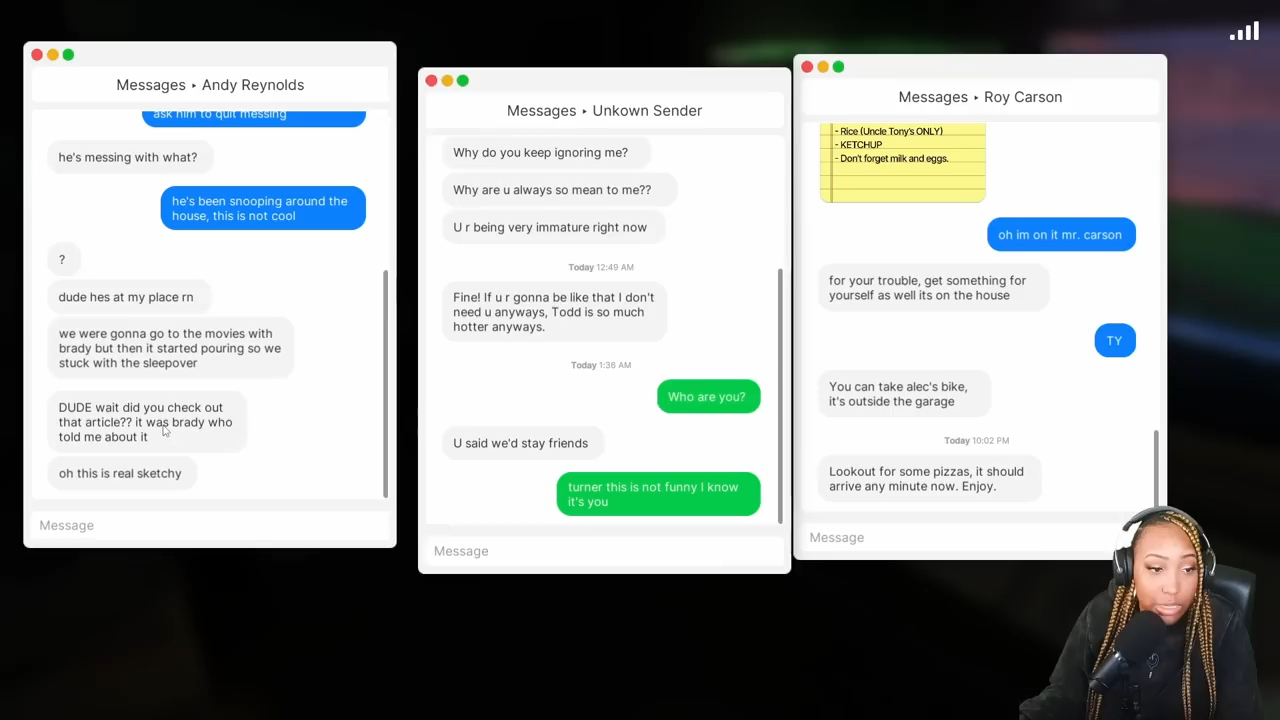 Messages ‣ Andy Reynolds
ask him to quit messing
he's messing with what?
he's been snooping around the
house, this is not cool
?
dude hes at my place rn
we were gonna go to the movies with
brady but then it started pouring so we
stuck with the sleepover
DUDE wait did you check out
that article?? it was brady who
told me about it
oh this is real sketchy
Message
Messages ‣ Unkown Sender
Why do you keep ignoring me?
Why are u always so mean to me??
U r being very immature right now
Today 12:49 AM
Fine! If u r gonna be like that I don't
need u anyways, Todd is so much
hotter anyways.
Today 1:36 AM
Who are you?
U said we'd stay friends
turner this is not funny I know
it's you
Message
Messages ‣ Roy Carson
- Rice (Uncle Tony's ONLY)
- KETCHUP
- Don't forget milk and eggs.
oh im on it mr. carson
for your trouble, get something for
yourself as well its on the house
TY
You can take alec's bike,
it's outside the garage
Today 10:02 PM
Lookout for some pizzas, it should
arrive any minute now. Enjoy.
Message